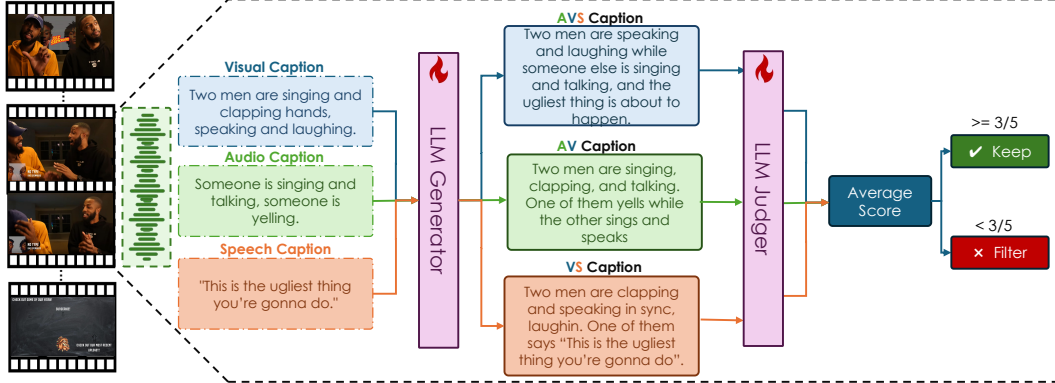 Visual Caption
Two men are singing and
clapping hands,
speaking and laughing.
Audio Caption
Someone is singing and
talking, someone is
yelling.
Speech Caption
"This is the ugliest thing
you're gonna do."
LLM Generator
AVS Caption
Two men are speaking
and laughing while
someone else is singing
and talking, and the
ugliest thing is about to
happen.
AV Caption
Two men are singing,
clapping, and talking.
One of them yells while
the other sings and
speaks
VS Caption
Two men are clapping
and speaking in sync,
laughin. One of them
says “This is the ugliest
thing you’re gonna do”.
LLM Judger
Average
Score
>= 3/5
✔ Keep
< 3/5
× Filter